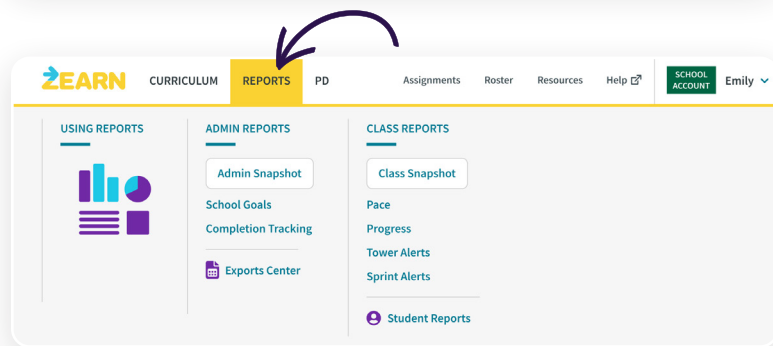 ZEARN CURRICULUM REPORTS PD Assignments Roster Resources Help SCHOOL ACCOUNT Emily
USING REPORTS
ADMIN REPORTS
Admin Snapshot
School Goals
Completion Tracking
Exports Center
CLASS REPORTS
Class Snapshot
Pace
Progress
Tower Alerts
Sprint Alerts
Student Reports